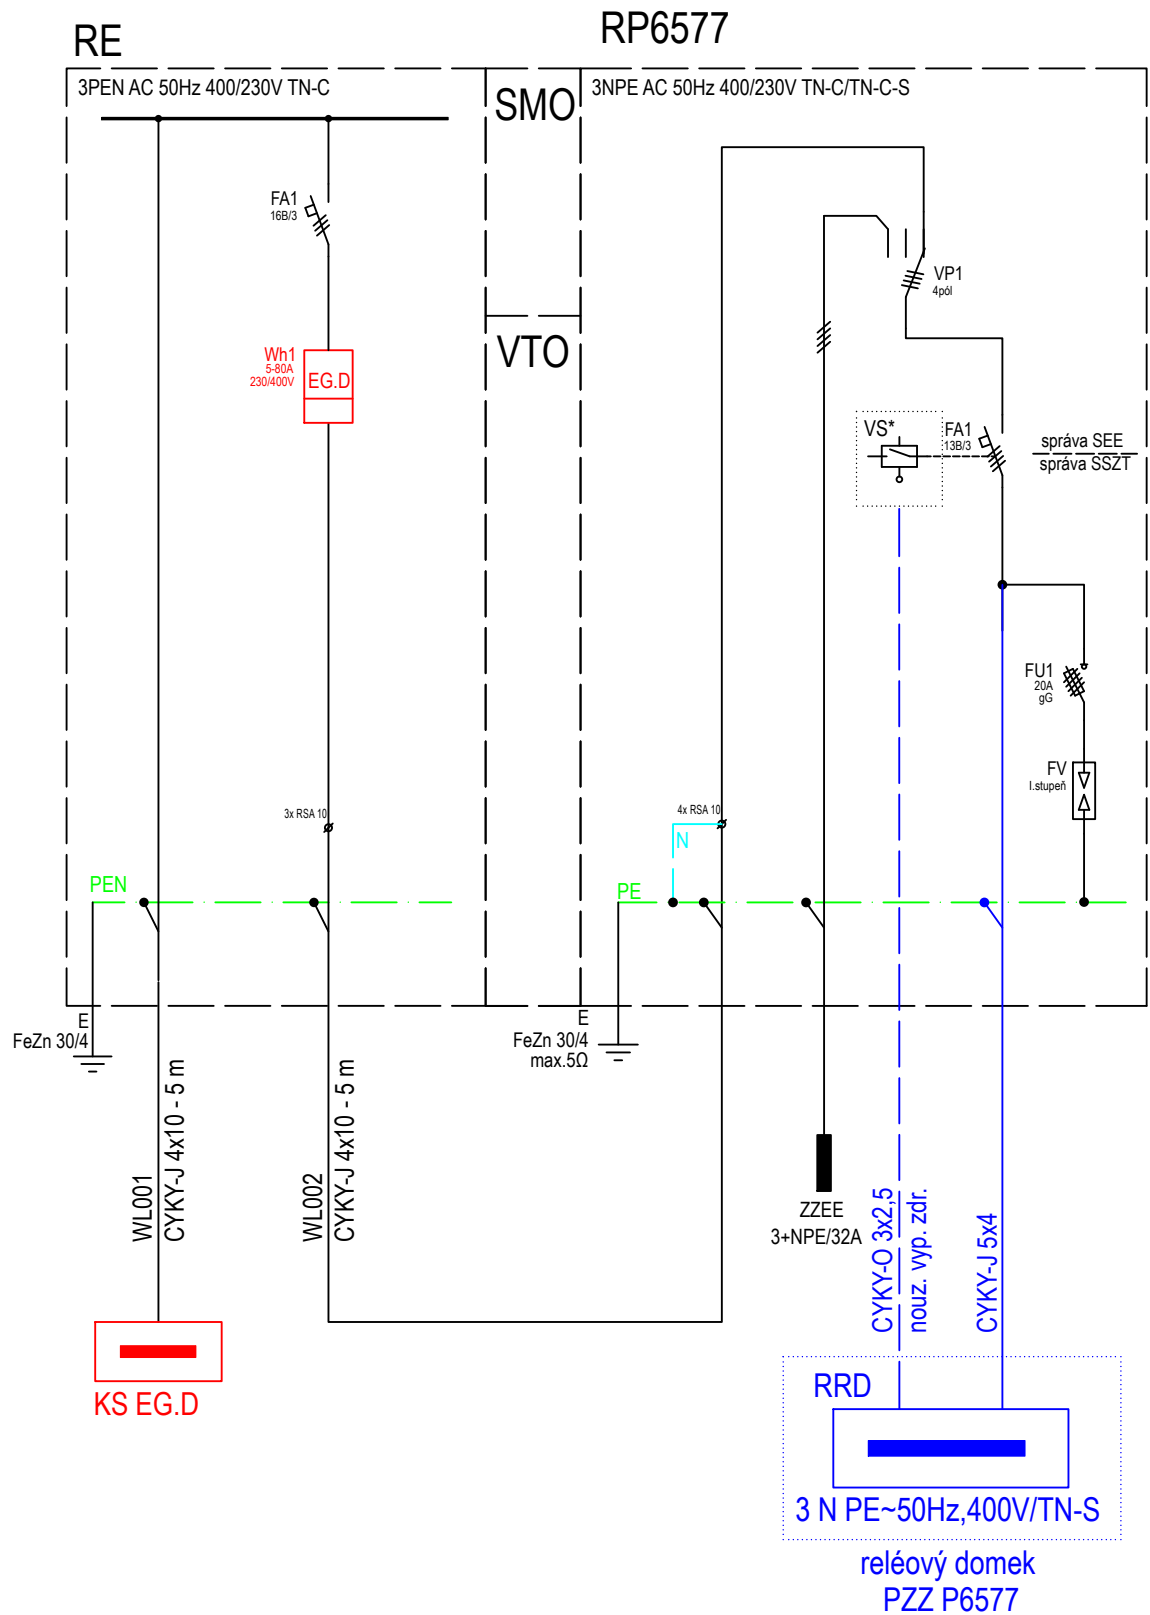 RE
RP6577
3PEN AC 50Hz 400/230V TN-C
SMO
3NPE AC 50Hz 400/230V TN-C/TN-C-S
FA1
16B/3
VP1
4pól
VTO
Wh1
5-80A
230/400V
EG.D
VS*
FA1
13B/3
správa SEE
správa SSZT
FU1
20A
gG
FV
I.stupeň
3x RSA 10
4x RSA 10
N
PEN
PE
E
FeZn 30/4
E
FeZn 30/4
max.5Ω
WL001
CYKY-J 4x10 - 5 m
WL002
CYKY-J 4x10 - 5 m
ZZEE
3+NPE/32A
CYKY-O 3x2,5
nouz. vyp. zdr.
CYKY-J 5x4
KS EG.D
RRD
3 N PE~50Hz,400V/TN-S
reléový domek
PZZ P6577